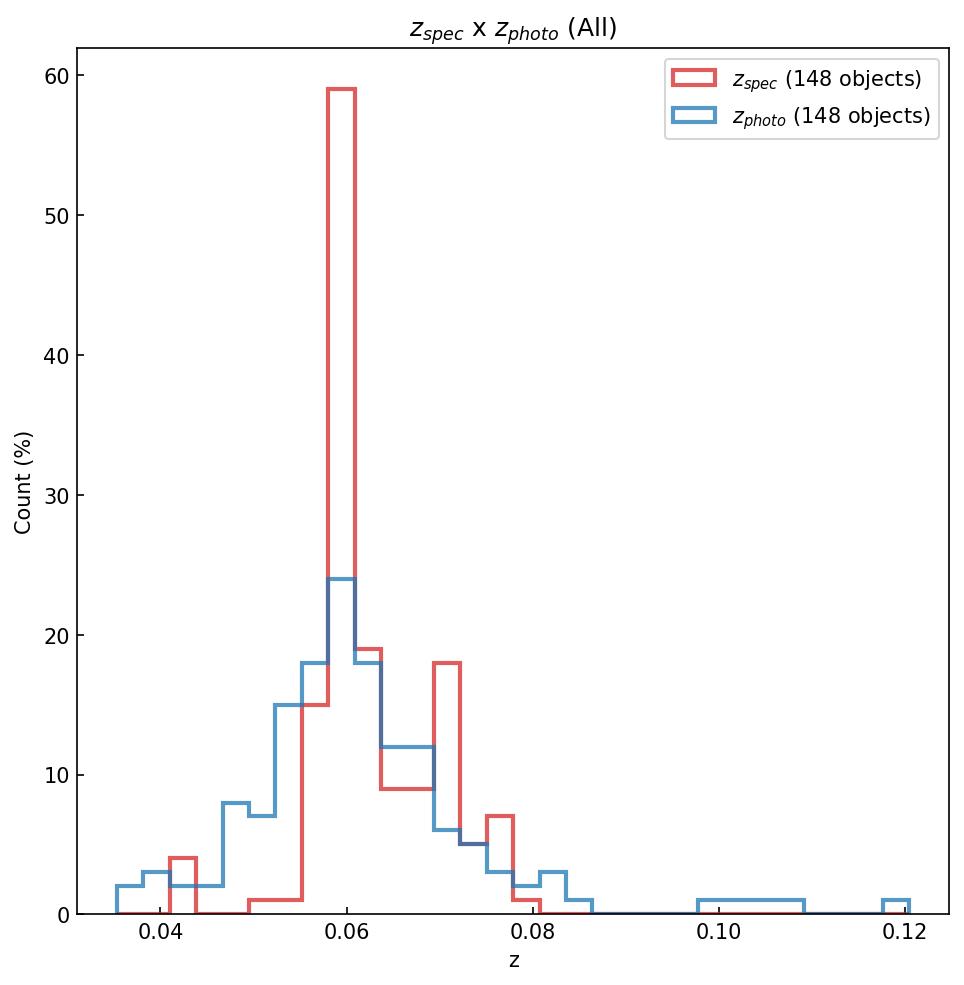 z_spec x z_photo (All)
z_spec (148 objects)
z_photo (148 objects)
Count (%)
60
50
40
30
20
10
0
0.04 0.06 0.08 0.10 0.12
z